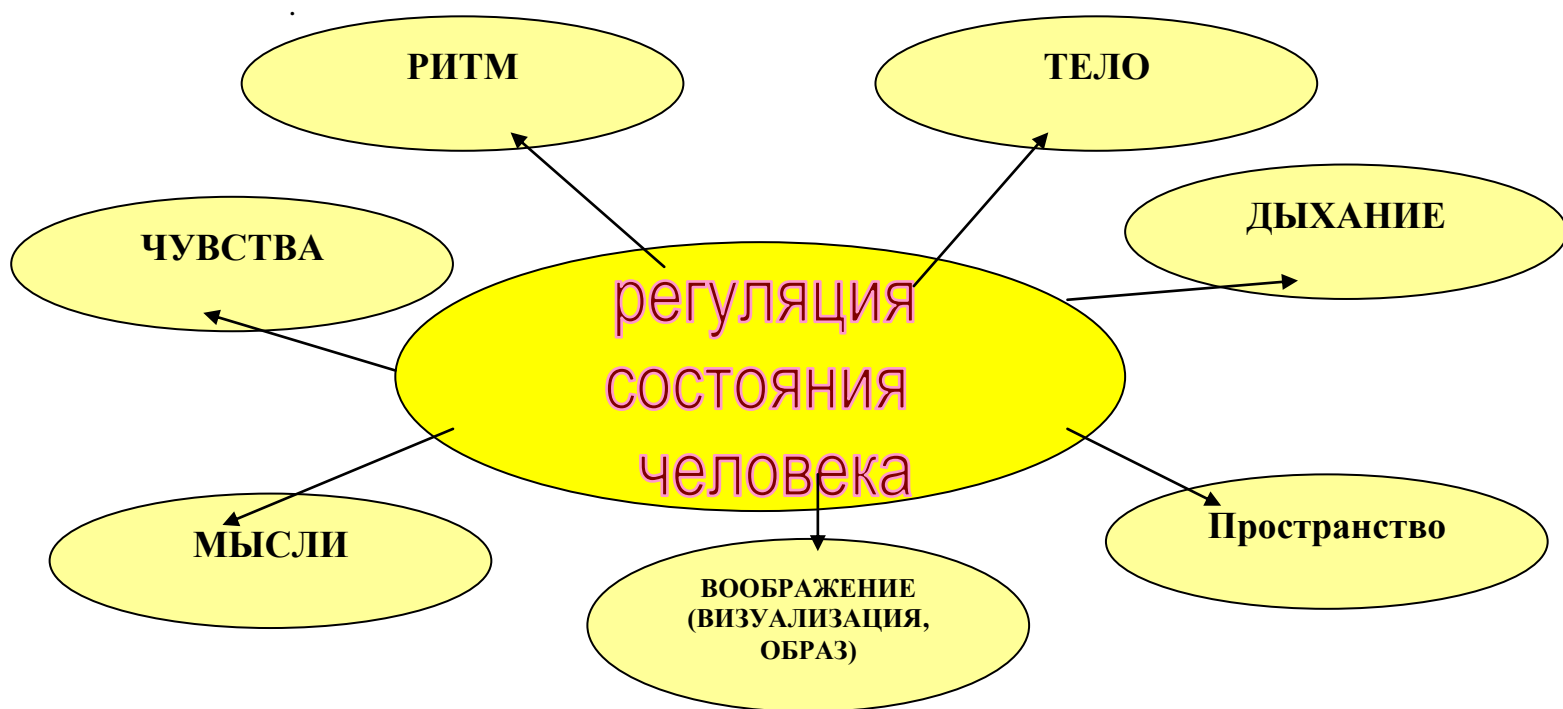 РИТМ
ТЕЛО
ДЫХАНИЕ
ЧУВСТВА
регуляция
состояния
человека
МЫСЛИ
Пространство
ВООБРАЖЕНИЕ
(ВИЗУАЛИЗАЦИЯ,
ОБРАЗ)